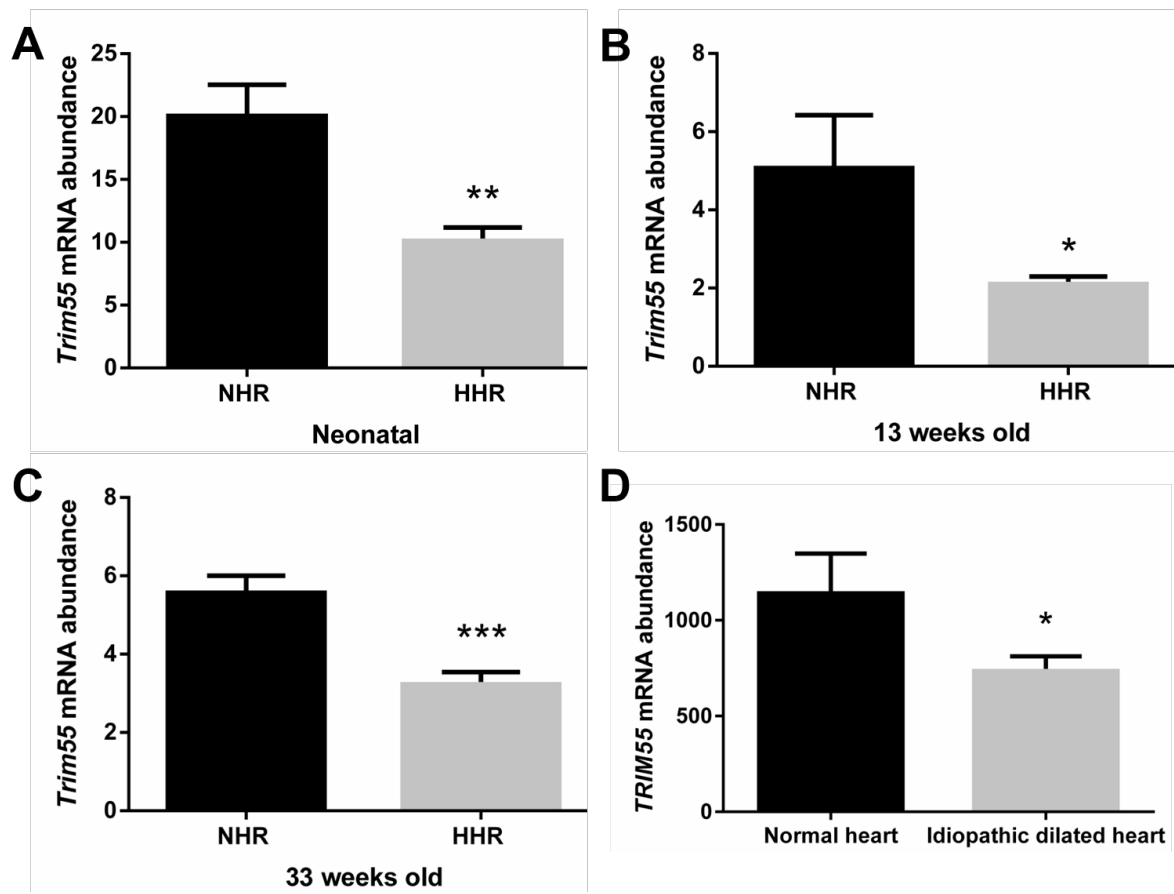 A
Trim55 mRNA abundance
25
20
15
10
5
0
**
NHR HHR
Neonatal
B
Trim55 mRNA abundance
8
6
4
2
0
*
NHR HHR
13 weeks old
C
Trim55 mRNA abundance
8
6
4
2
0
***
NHR HHR
33 weeks old
D
TRIM55 mRNA abundance
1500
1000
500
0
*
Normal heart Idiopathic dilated heart